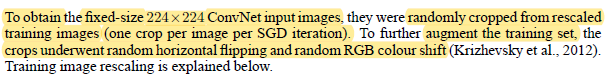 To obtain the fixed-size 224×224 ConvNet input images, they were randomly cropped from rescaled
training images (one crop per image per SGD iteration). To further augment the training set, the
crops underwent random horizontal flipping and random RGB colour shift (Krizhevsky et al., 2012).
Training image rescaling is explained below.